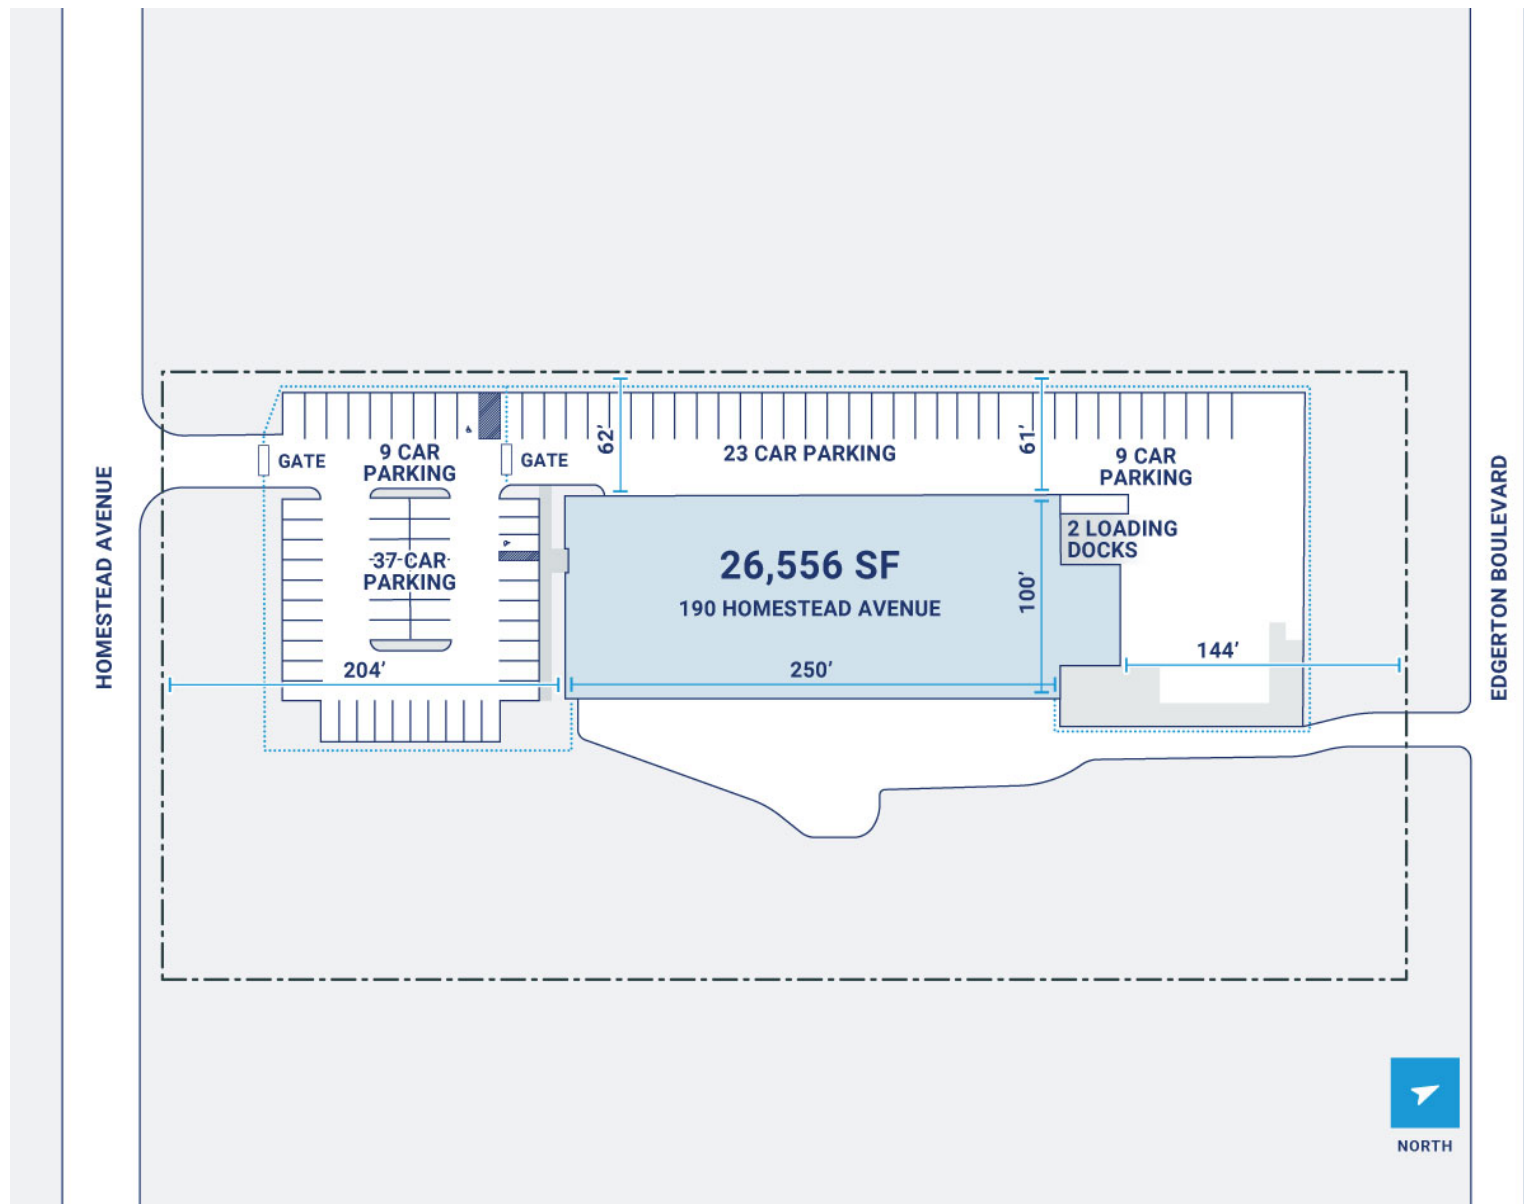 HOMESTEAD AVENUE
GATE
9 CAR
PARKING
GATE
62’
23 CAR PARKING
61’
9 CAR
PARKING
37 CAR
PARKING
204’
26,556 SF
190 HOMESTEAD AVENUE
250’
100’
2 LOADING
DOCKS
144’
EDGERTON BOULEVARD
NORTH